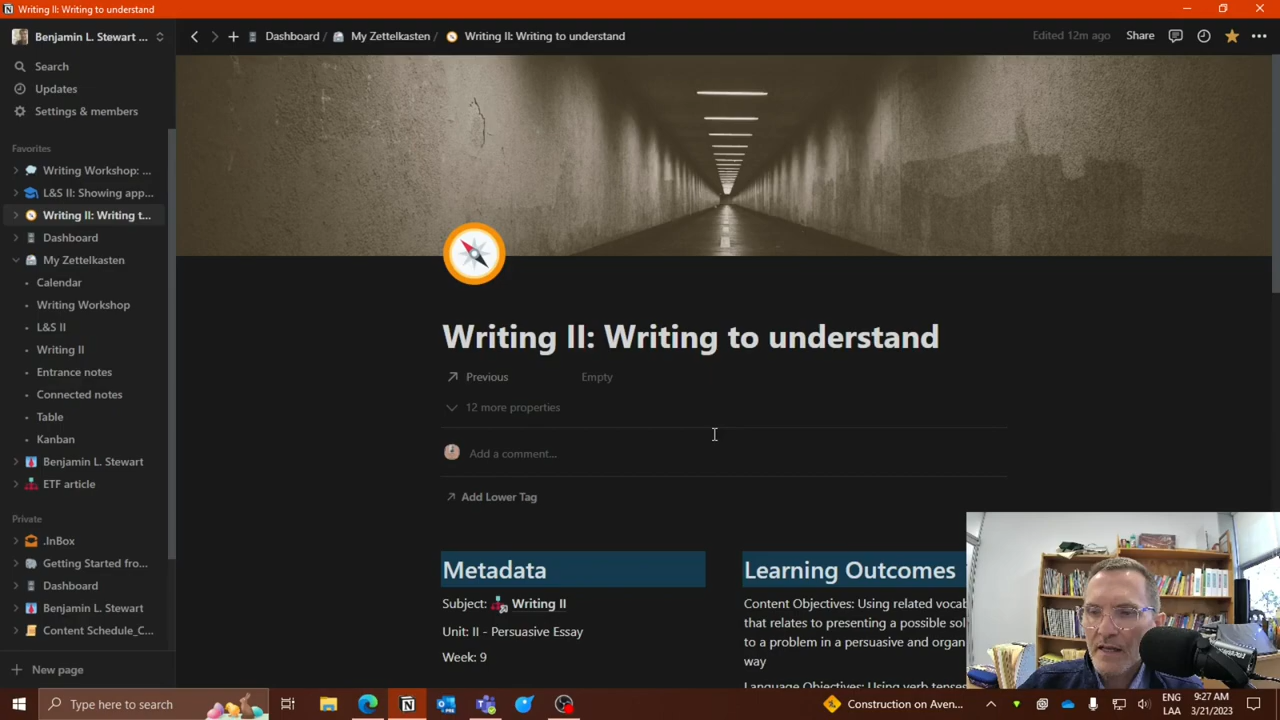 Writing II: Writing to understand
Benjamin L. Stewart ...
Dashboard / My Zettelkasten / Writing II: Writing to understand
Edited 12m ago
Share
Search
Updates
Settings & members
Favorites
Writing Workshop: ...
L&S II: Showing app...
Writing II: Writing t...
Dashboard
My Zettelkasten
Calendar
Writing Workshop
L&S II
Writing II
Entrance notes
Connected notes
Table
Kanban
Benjamin L. Stewart
ETF article
Private
.InBox
Getting Started fro...
Dashboard
Benjamin L. Stewart
Content Schedule_C...
New page
Writing II: Writing to understand
Previous Empty
12 more properties
Add a comment...
Add Lower Tag
Metadata
Subject: Writing II
Unit: II - Persuasive Essay
Week: 9
Learning Outcomes
Content Objectives: Using related vocab
that relates to presenting a possible sol
to a problem in a persuasive and organ
way
Language Objectives: Using verb tenses
Type here to search
Construction on Aven...
ENG
LAA
9:27 AM
3/21/2023